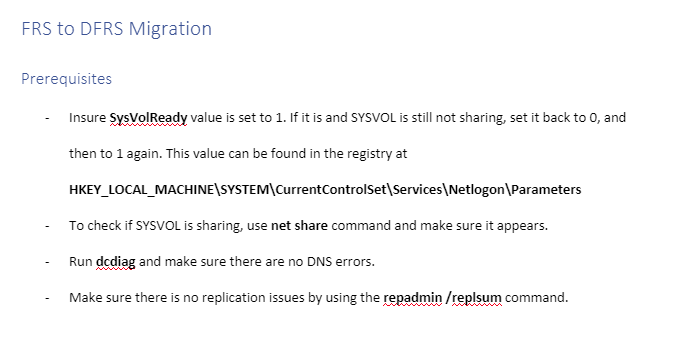 FRS to DFRS Migration
Prerequisites
- Insure SysVolReady value is set to 1. If it is and SYSVOL is still not sharing, set it back to 0, and
then to 1 again. This value can be found in the registry at
HKEY_LOCAL_MACHINE\SYSTEM\CurrentControlSet\Services\Netlogon\Parameters
- To check if SYSVOL is sharing, use net share command and make sure it appears.
- Run dcdiag and make sure there are no DNS errors.
- Make sure there is no replication issues by using the repadmin /replsum command.